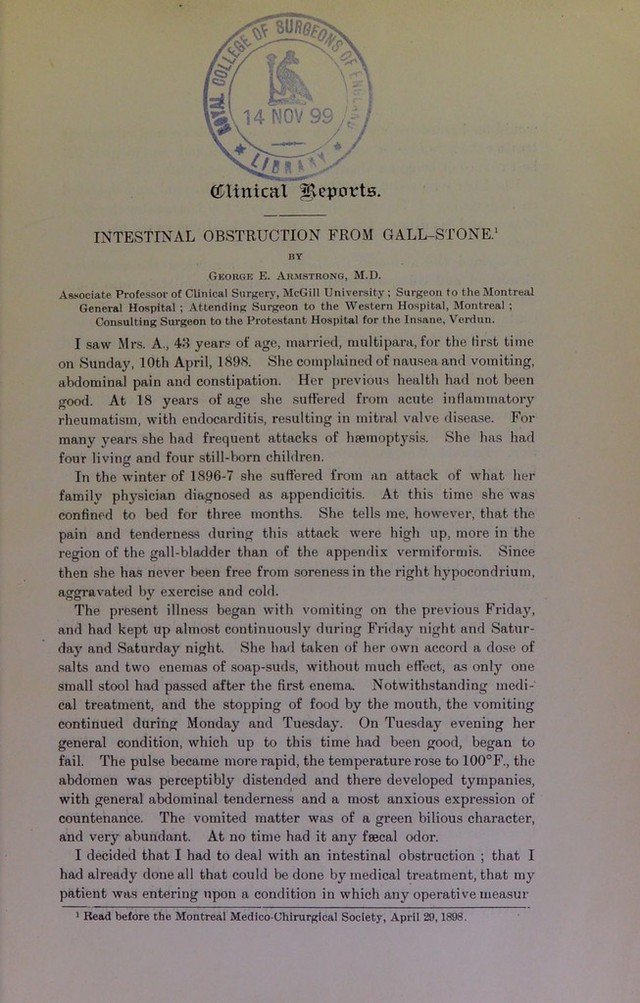 ROYAL COLLEGE OF SURGEONS OF ENGLAND
14 NOV 99
* LIBRARY *
Clinical Reports.
INTESTINAL OBSTRUCTION FROM GALL-STONE.¹
BY
GEORGE E. ARMSTRONG, M.D.
Associate Professor of Clinical Surgery, McGill University ; Surgeon to the Montreal
General Hospital ; Attending Surgeon to the Western Hospital, Montreal ;
Consulting Surgeon to the Protestant Hospital for the Insane, Verdun.
I saw Mrs. A., 43 years of age, married, multipara, for the first time
on Sunday, 10th April, 1898. She complained of nausea and vomiting,
abdominal pain and constipation. Her previous health had not been
good. At 18 years of age she suffered from acute inflammatory
rheumatism, with endocarditis, resulting in mitral valve disease. For
many years she had frequent attacks of hæmoptysis. She has had
four living and four still-born children.
In the winter of 1896-7 she suffered from an attack of what her
family physician diagnosed as appendicitis. At this time she was
confined to bed for three months. She tells me, however, that the
pain and tenderness during this attack were high up, more in the
region of the gall-bladder than of the appendix vermiformis. Since
then she has never been free from soreness in the right hypocondrium,
aggravated by exercise and cold.
The present illness began with vomiting on the previous Friday,
and had kept up almost continuously during Friday night and Satur-
day and Saturday night. She had taken of her own accord a dose of
salts and two enemas of soap-suds, without much effect, as only one
small stool had passed after the first enema. Notwithstanding medi-
cal treatment, and the stopping of food by the mouth, the vomiting
continued during Monday and Tuesday. On Tuesday evening her
general condition, which up to this time had been good, began to
fail. The pulse became more rapid, the temperature rose to 100°F., the
abdomen was perceptibly distended and there developed tympanies,
with general abdominal tenderness and a most anxious expression of
countenance. The vomited matter was of a green bilious character,
and very abundant. At no time had it any fæcal odor.
I decided that I had to deal with an intestinal obstruction ; that I
had already done all that could be done by medical treatment, that my
patient was entering upon a condition in which any operative measur
¹ Read before the Montreal Medico-Chirurgical Society, April 29, 1898.